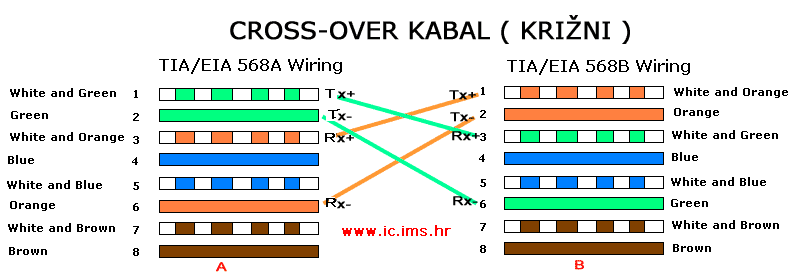 CROSS-OVER KABAL ( KRIŽNI )
TIA/EIA 568A Wiring
White and Green 1 Tx+
Green 2 Tx-
White and Orange 3 Rx+
Blue 4
White and Blue 5
Orange 6 Rx-
White and Brown 7
Brown 8
A
www.ic.ims.hr
TIA/EIA 568B Wiring
Tx+ 1 White and Orange
Tx- 2 Orange
Rx+ 3 White and Green
4 Blue
5 White and Blue
Rx- 6 Green
7 White and Brown
8 Brown
B